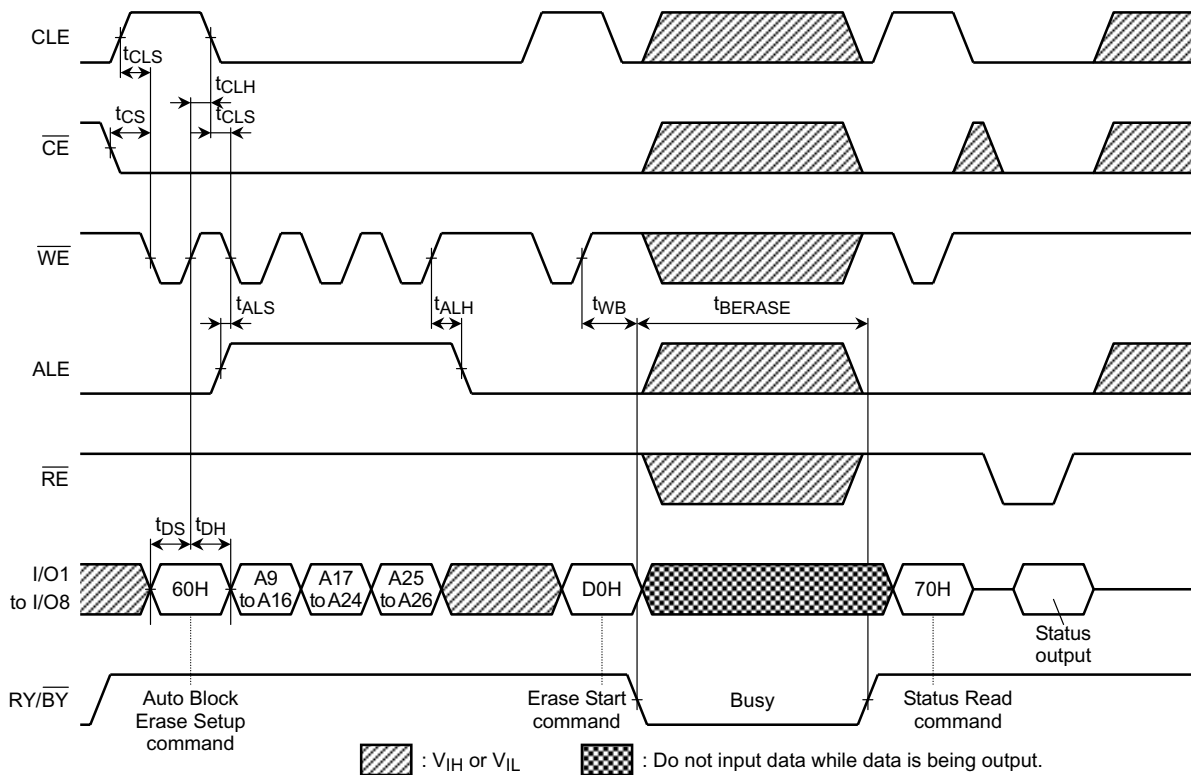 CLE
tCLS
tCLH
tCS
tCLS
CE
WE
tALS
tALH
tWB
tBERASE
ALE
RE
tDS
tDH
I/O1
to I/O8
60H
A9
to A16
A17
to A24
A25
to A26
D0H
70H
Status
output
RY/BY
Auto Block
Erase Setup
command
Erase Start
command
Busy
Status Read
command
: VIH or VIL
: Do not input data while data is being output.